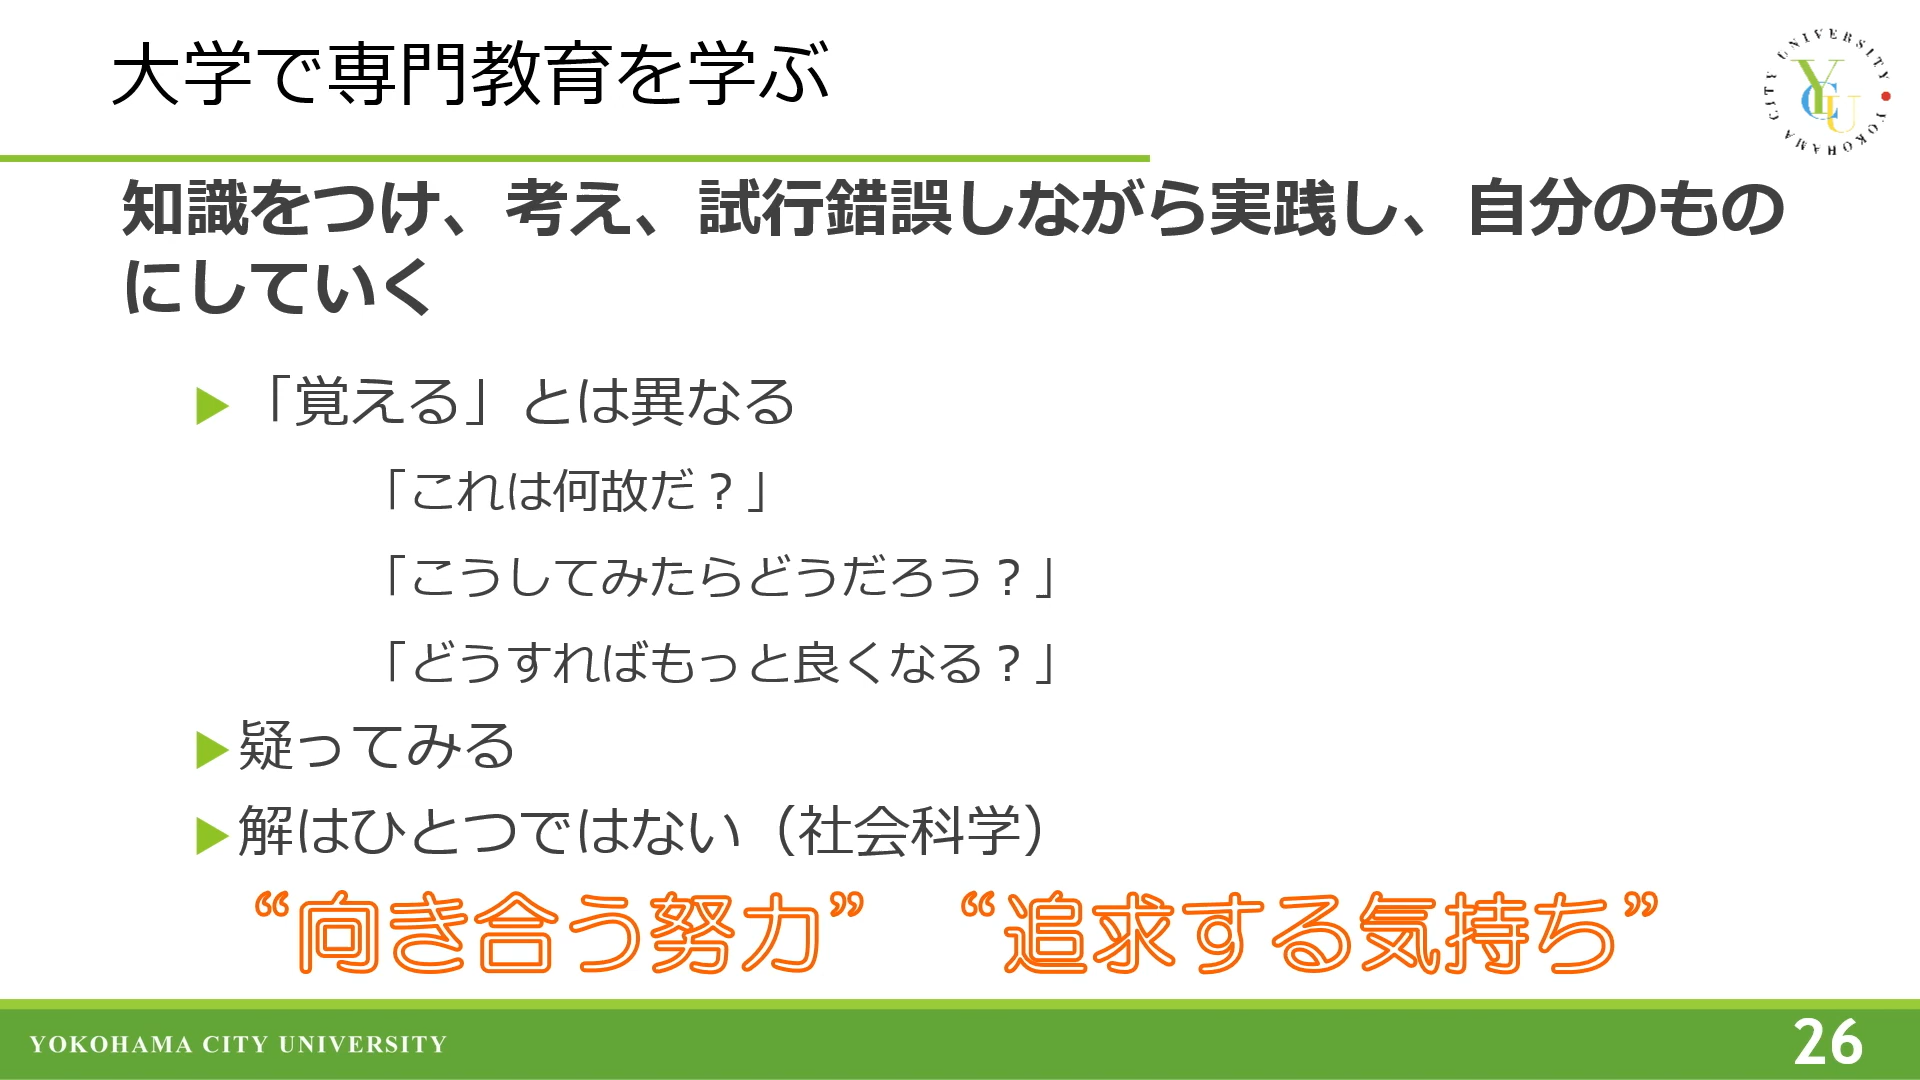 大学で専門教育を学ぶ
YOKOHAMA CITY UNIVERSITY
YCU
知識をつけ、考え、試行錯誤しながら実践し、自分のもの
にしていく
「覚える」とは異なる
「これは何故だ？」
「こうしてみたらどうだろう？」
「どうすればもっと良くなる？」
疑ってみる
解はひとつではない（社会科学）
“向き合う努力” “追求する気持ち”
YOKOHAMA CITY UNIVERSITY
26